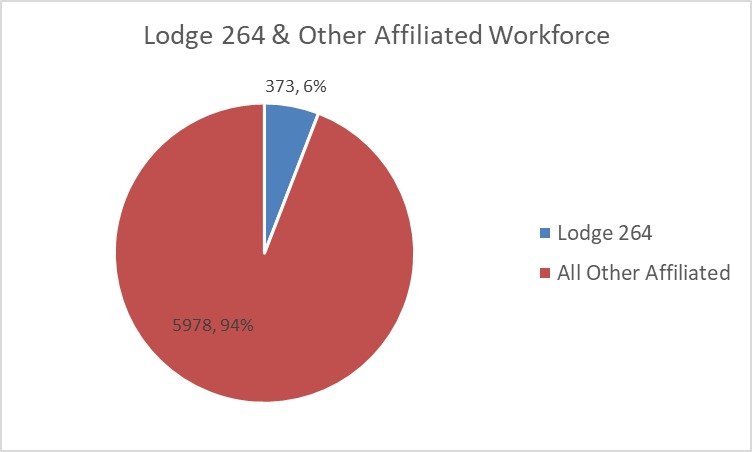 Lodge 264 & Other Affiliated Workforce
373, 6%
5978, 94%
Lodge 264
All Other Affiliated